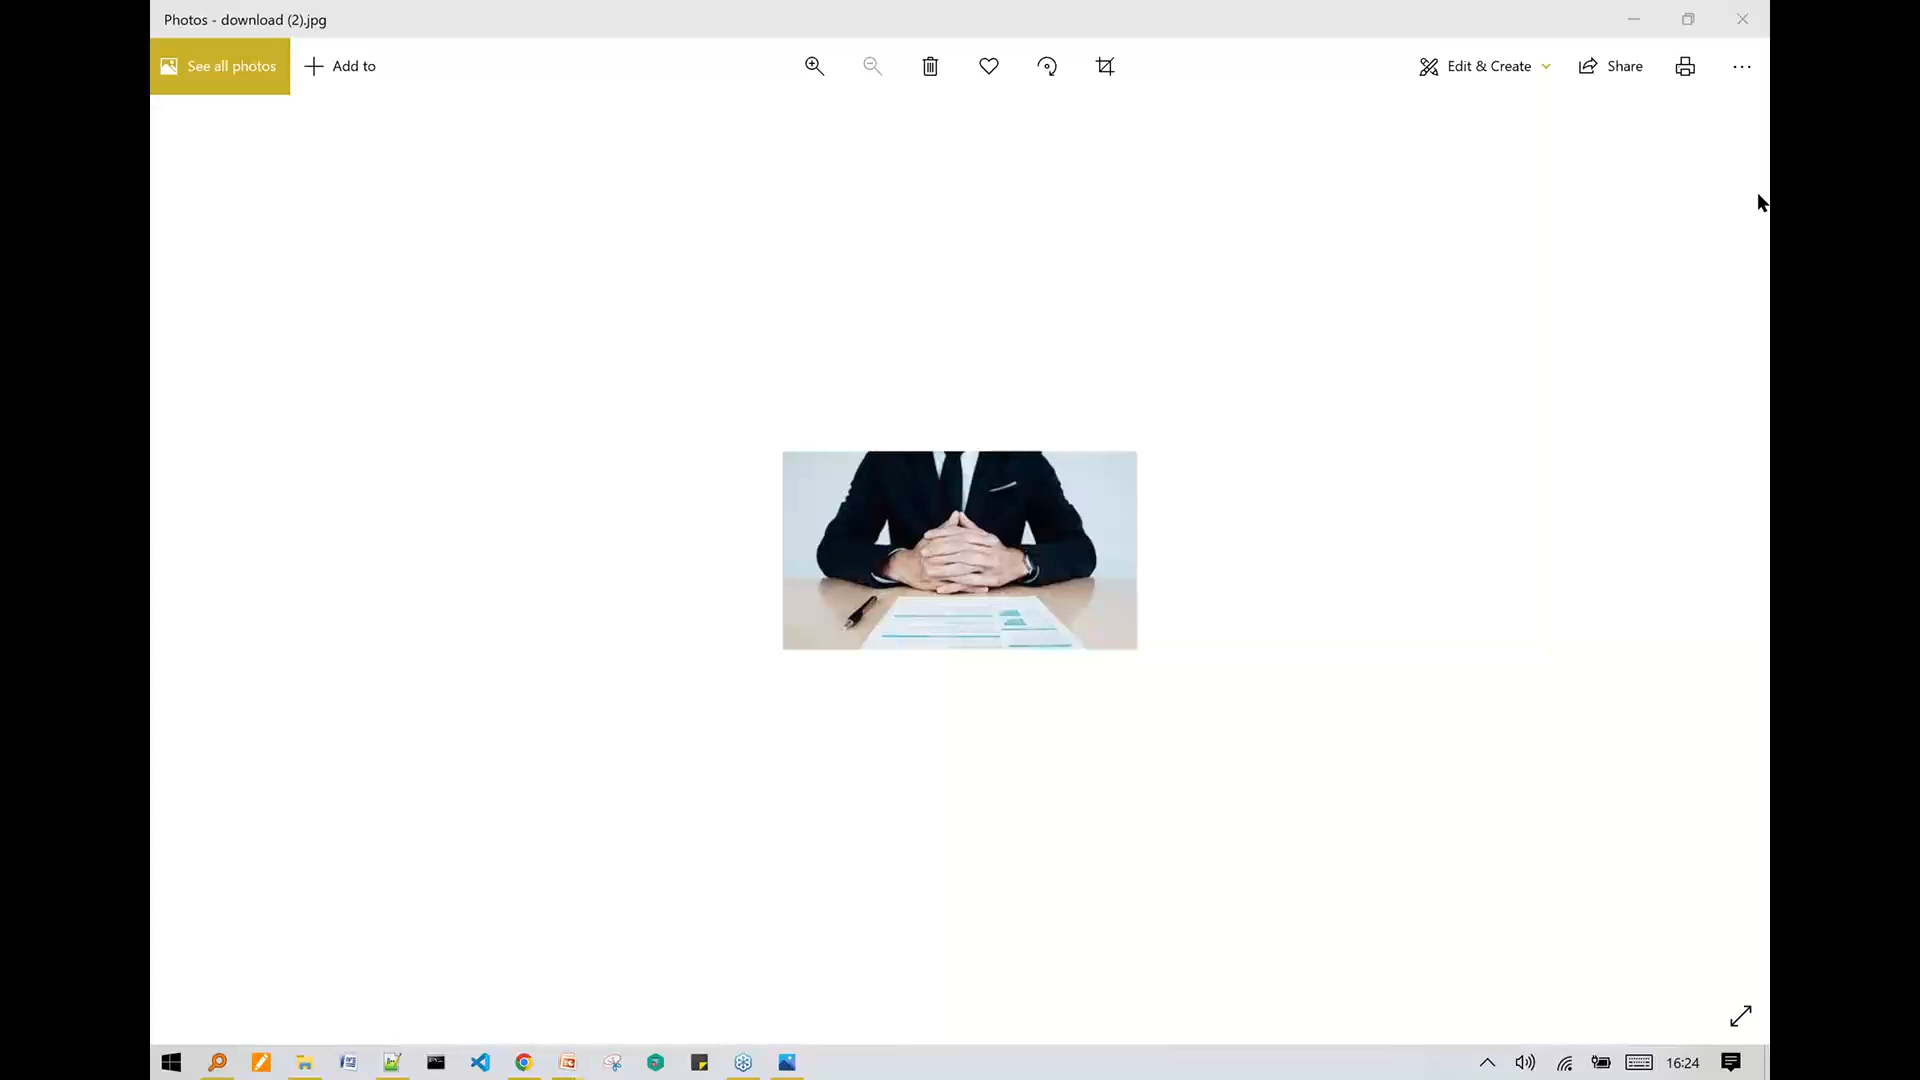 Photos - download (2).jpg
See all photos
Add to
Edit & Create
Share
16:24